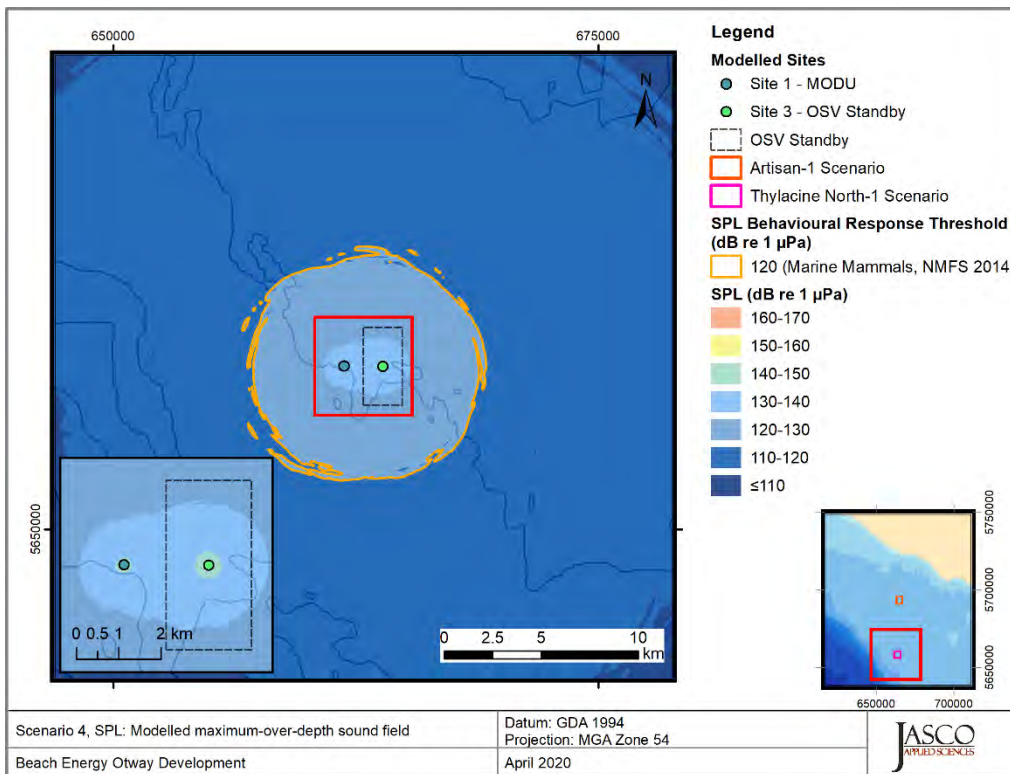 650000
675000
5650000
N
0 0.5 1 2 km
0 2.5 5 10
km
Legend
Modelled Sites
Site 1 - MODU
Site 3 - OSV Standby
OSV Standby
Artisan-1 Scenario
Thylacine North-1 Scenario
SPL Behavioural Response Threshold
(dB re 1 µPa)
120 (Marine Mammals, NMFS 2014
SPL (dB re 1 µPa)
160-170
150-160
140-150
130-140
120-130
110-120
≤110
5750000
5700000
5650000
650000 700000
Scenario 4, SPL: Modelled maximum-over-depth sound field
Datum: GDA 1994
Projection: MGA Zone 54
Beach Energy Otway Development
April 2020
JASCO
APPLIED SCIENCES